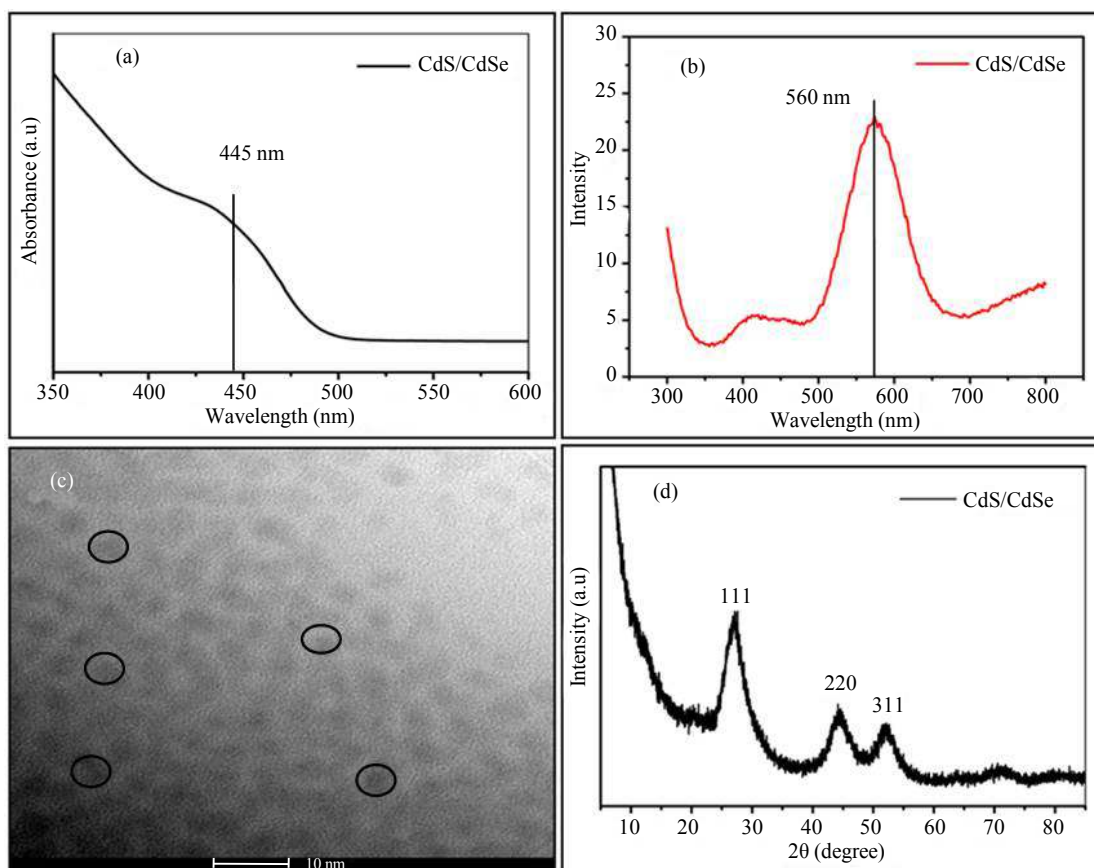 (a)
CdS/CdSe
445 nm
Absorbance (a.u)
350 400 450 500 550 600
Wavelength (nm)
(b)
CdS/CdSe
560 nm
Intensity
30
25
20
15
10
5
0
300 400 500 600 700 800
Wavelength (nm)
(c)
10 nm
(d)
CdS/CdSe
111
220
311
Intensity (a.u)
10 20 30 40 50 60 70 80
2θ (degree)